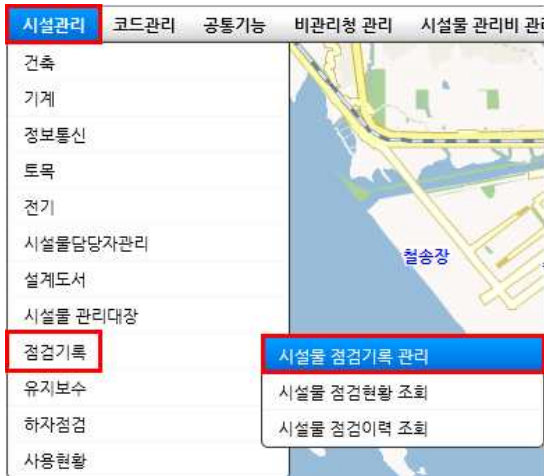 시설관리 코드관리 공통기능 비관리청 관리 시설물 관리비 관리
건축
기계
정보통신
토목
전기
시설물담당자관리
철송장
설계도서
시설물 관리대장
점검기록
시설물 점검기록 관리
유지보수
시설물 점검현황 조회
하자점검
시설물 점검이력 조회
사용현황